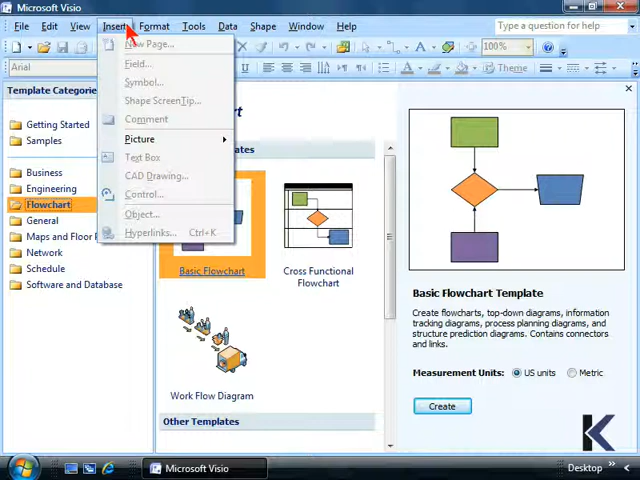 Microsoft Visio
File Edit View Insert Format Tools Data Shape Window Help
Type a question for help
New Page...
Field...
Symbol...
Shape ScreenTip...
Comment
Picture
Text Box
CAD Drawing...
Control...
Object...
Hyperlinks... Ctrl+K
100%
Arial
Theme
Template Categorie
Getting Started
Samples
Business
Engineering
Flowchart
General
Maps and Floor P
Network
Schedule
Software and Database
Basic Flowchart
Cross Functional
Flowchart
Work Flow Diagram
Other Templates
Basic Flowchart Template
Create flowcharts, top-down diagrams, information
tracking diagrams, process planning diagrams, and
structure prediction diagrams. Contains connectors
and links.
Measurement Units: US units Metric
Create
K
Microsoft Visio
Desktop